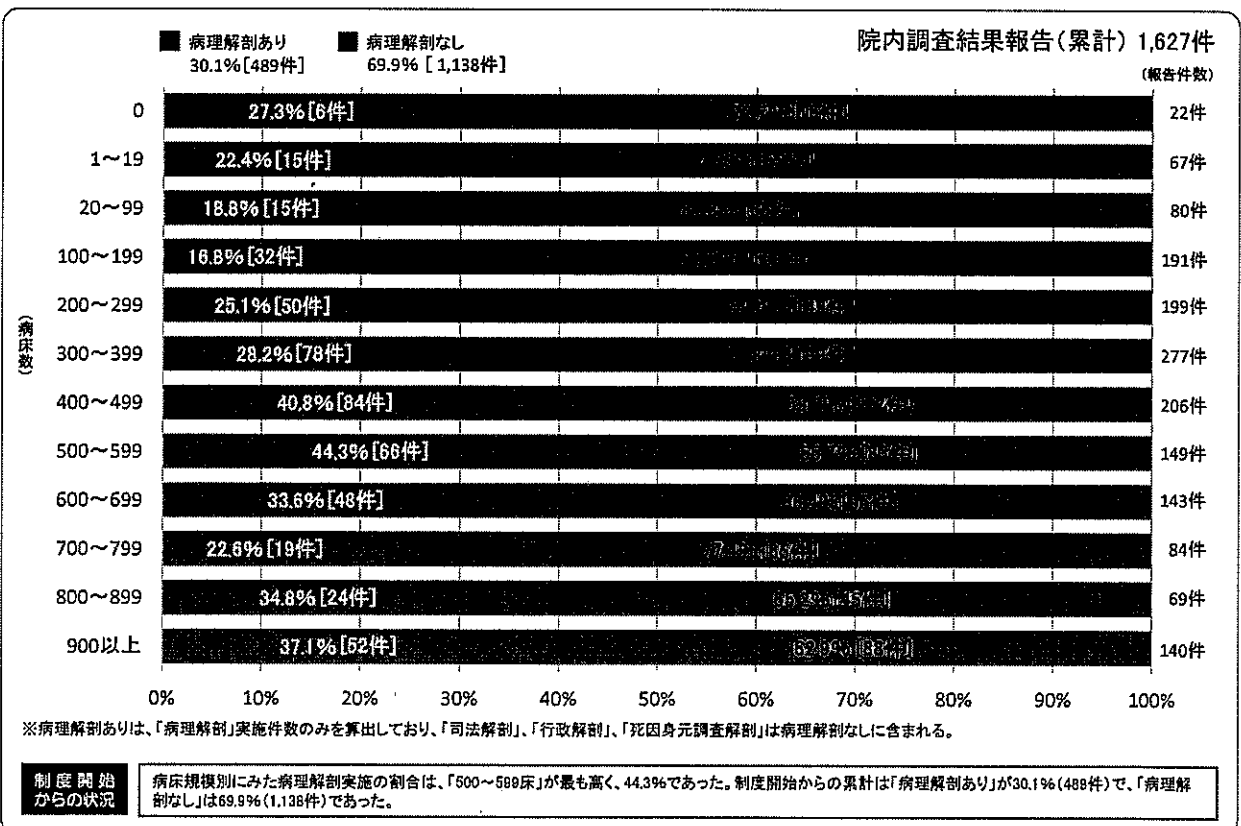 ■ 病理解剖あり ■ 病理解剖なし 院内調査結果報告(累計) 1,627件
30.1%[489件] 69.9% [ 1,138件] (報告件数)
0 27.3%[6件] 22件
1～19 22.4%[15件] 67件
20～99 18.8%[15件] 80件
100～199 16.8%[32件] 191件
200～299 25.1%[50件] 199件
(病床数)
300～399 28.2%[78件] 277件
400～499 40.8%[84件] 206件
500～599 44.3%[66件] 149件
600～699 33.6%[48件] 143件
700～799 22.6%[19件] 84件
800～899 34.8%[24件] 69件
900以上 37.1%[52件] 62.9% [88件] 140件
0% 10% 20% 30% 40% 50% 60% 70% 80% 90% 100%
※病理解剖ありは、「病理解剖」実施件数のみを算出しており、「司法解剖」、「行政解剖」、「死因身元調査解剖」は病理解剖なしに含まれる。
制度開始
からの状況
病床規模別にみた病理解剖実施の割合は、「500～599床」が最も高く、44.3%であった。制度開始からの累計は「病理解剖あり」が30.1%(489件)で、「病理解
剖なし」は69.9%(1,138件)であった。